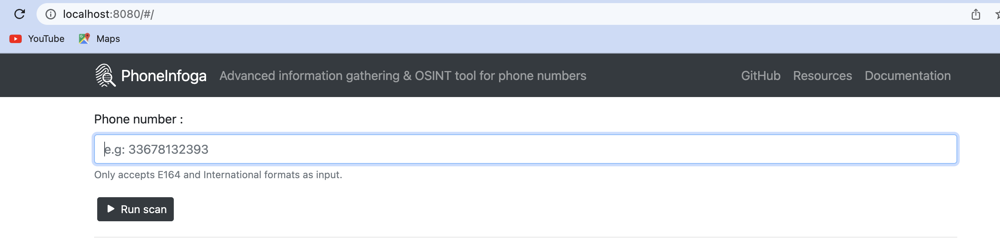 localhost:8080/#/
YouTube Maps
PhoneInfoga Advanced information gathering & OSINT tool for phone numbers GitHub Resources Documentation
Phone number :
e.g: 33678132393
Only accepts E164 and International formats as input.
Run scan